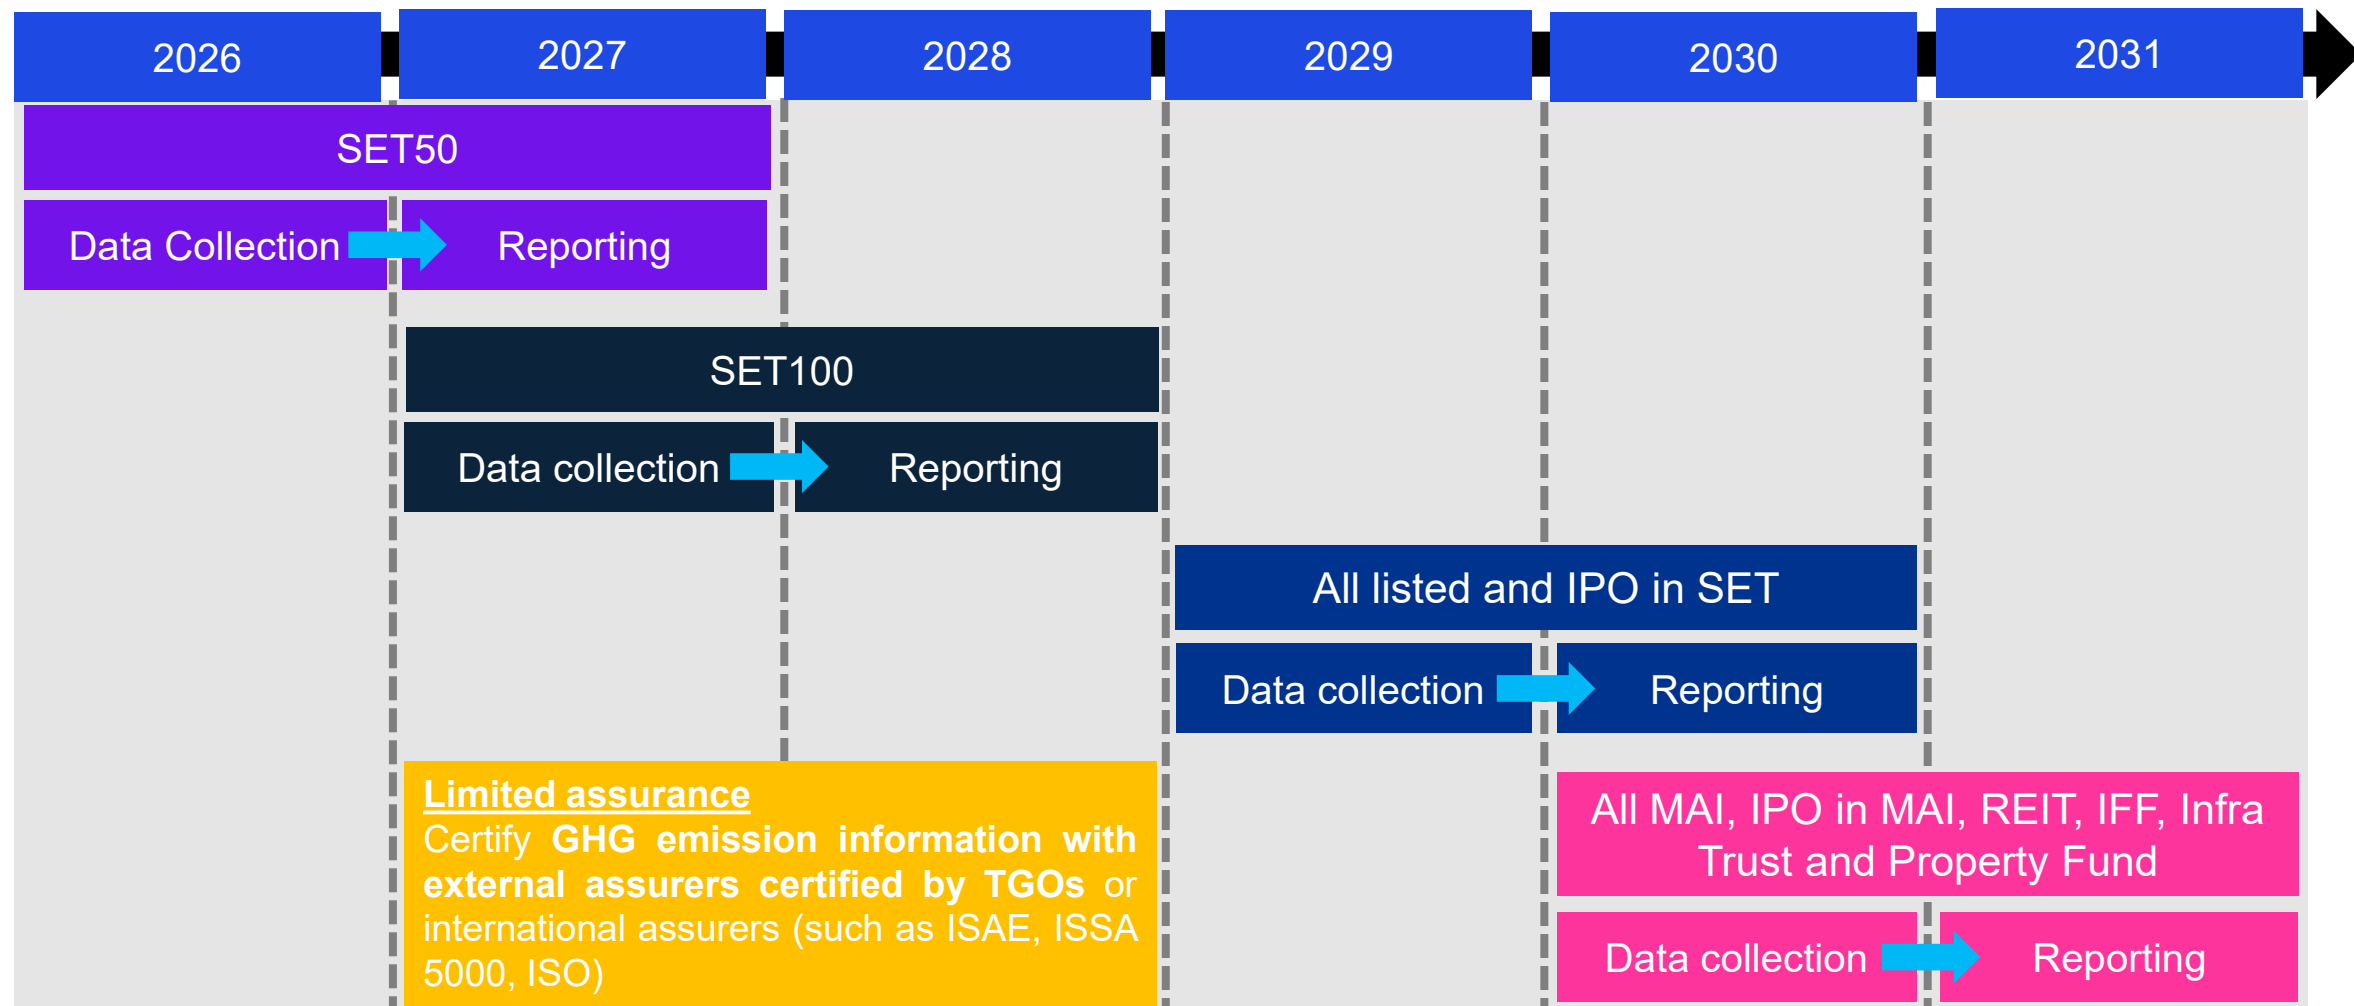 2026
2027
2028
2029
2030
2031
SET50
Data Collection
Reporting
SET100
Data collection
Reporting
All listed and IPO in SET
Data collection
Reporting
Limited assurance
Certify GHG emission information with
external assurers certified by TGOs or
international assurers (such as ISAE, ISSA
5000, ISO)
All MAI, IPO in MAI, REIT, IFF, Infra
Trust and Property Fund
Data collection
Reporting